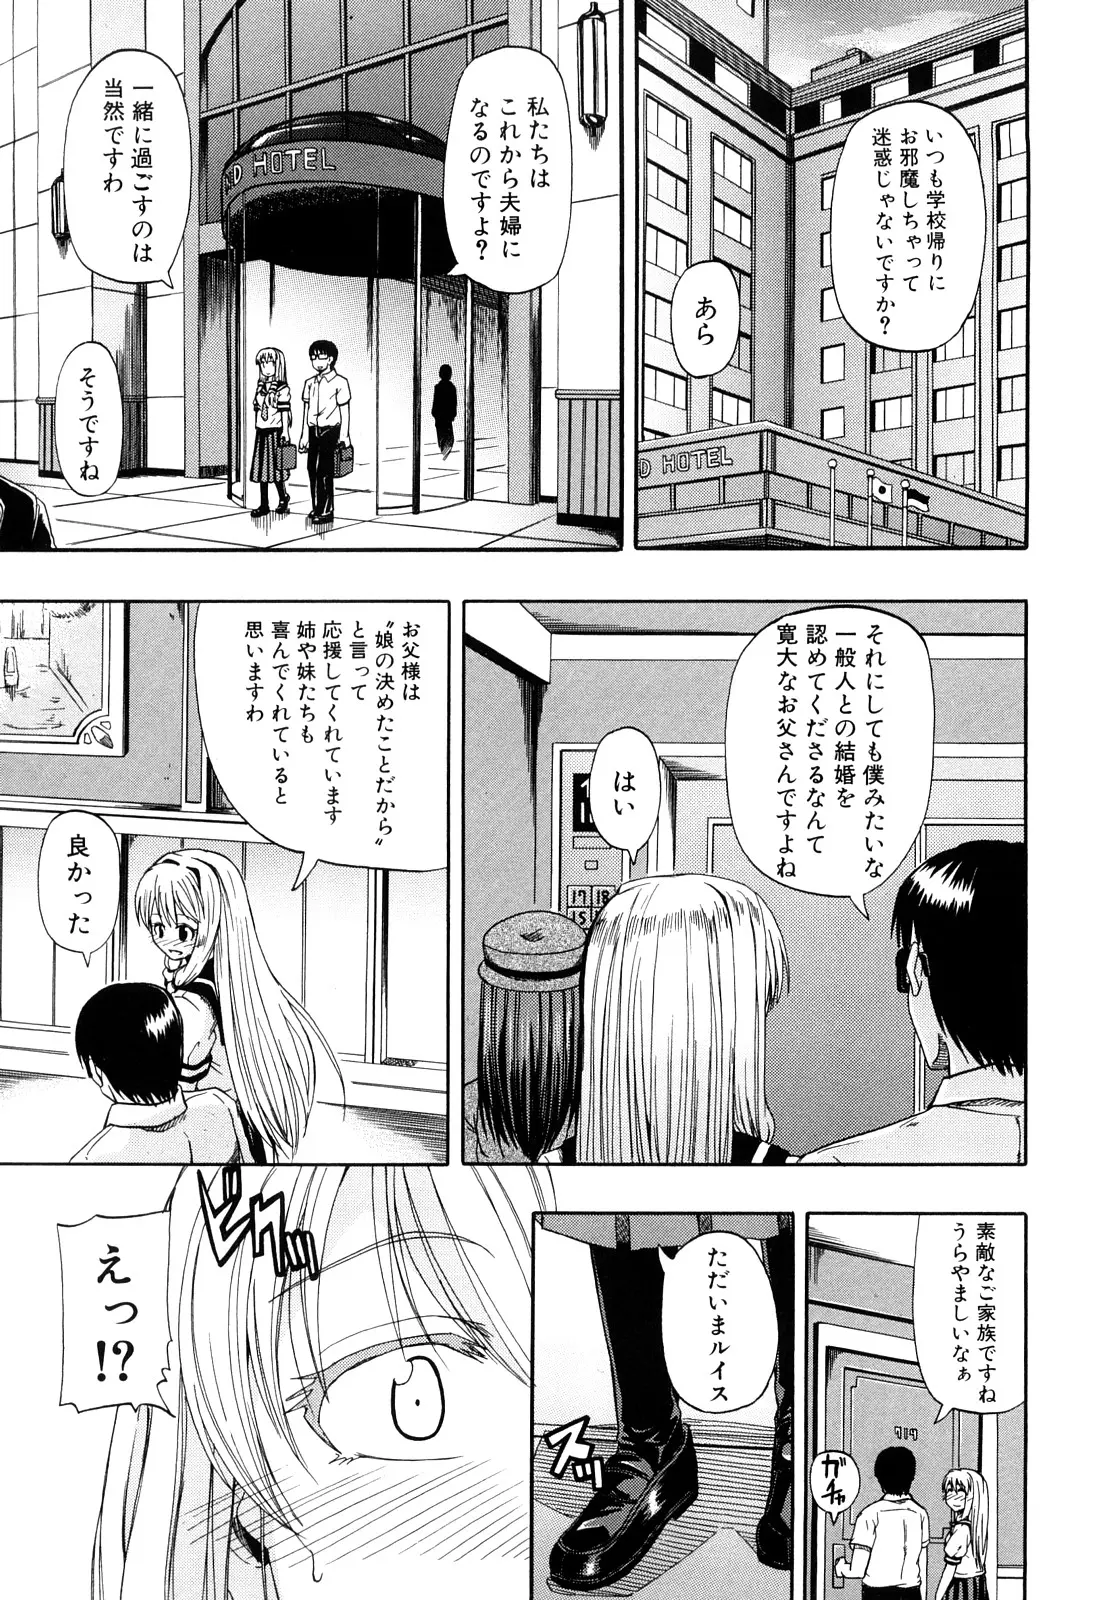 いつも学校帰りに
お邪魔しちゃって
迷惑じゃないですか？
あら
ND HOTEL
私たちは
これから夫婦に
なるのですよ？
一緒に過ごすのは
当然ですわ
そうですね
AND HOTEL
それにしても僕みたいな
一般人との結婚を
認めてくださるなんて
寛大なお父さんですよね
はい
17 18
15
お父様は
〝娘の決めたことだから〟
と言って
応援してくれています
姉や妹たちも
喜んでくれていると
思いますわ
良かった
素敵なご家族ですね
うらやましいなぁ
ガチャ
717
ただいまルイス
スッ
ビクッ
えっ!?